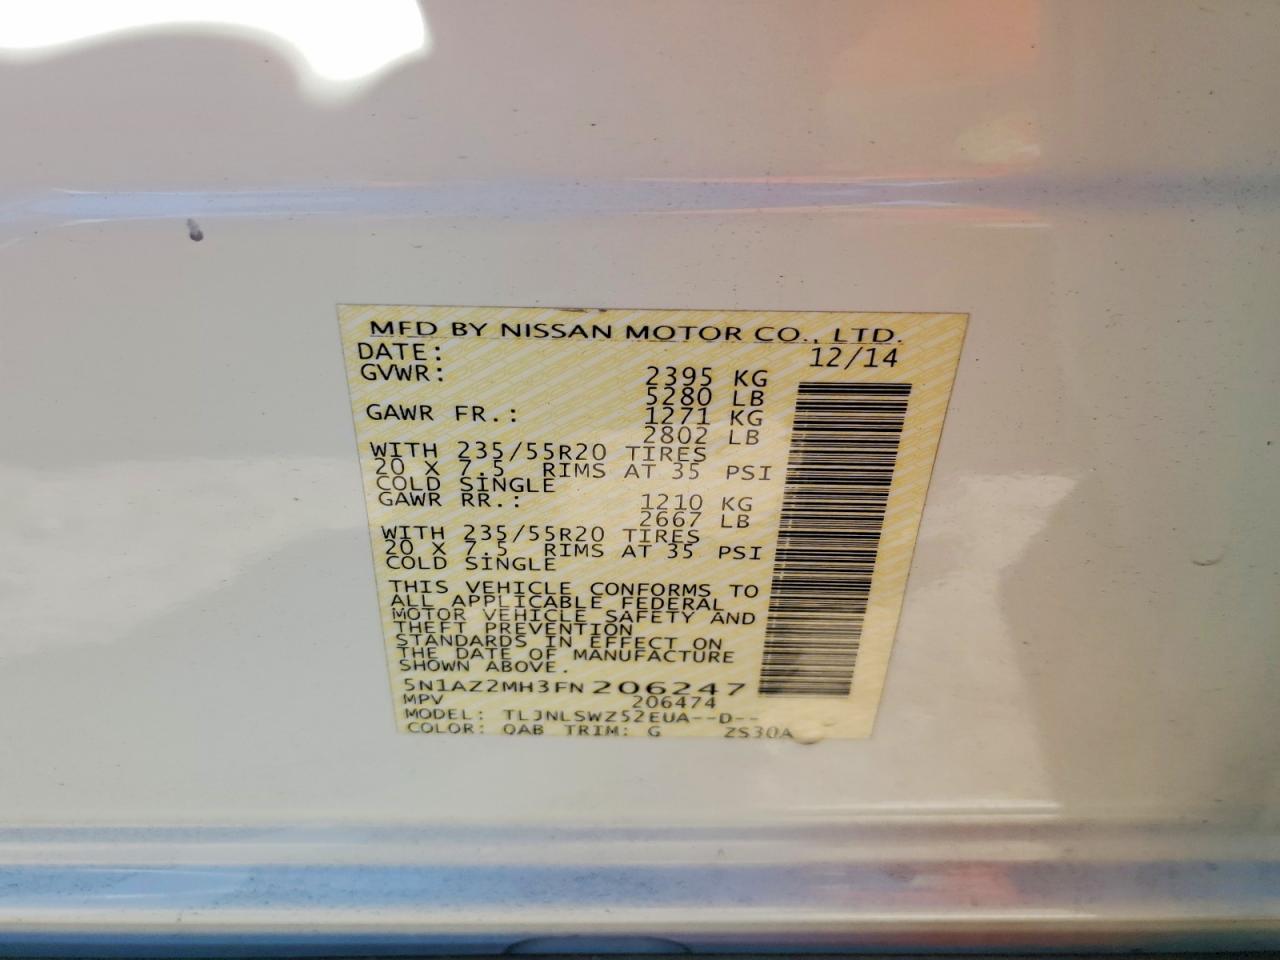 MFD BY NISSAN MOTOR CO., LTD.
DATE: 12/14
GVWR: 2395 KG
5280 LB
GAWR FR.: 1271 KG
2802 LB
WITH 235/55R20 TIRES
20 X 7.5 RIMS AT 35 PSI
COLD SINGLE
GAWR RR.: 1210 KG
2667 LB
WITH 235/55R20 TIRES
20 X 7.5 RIMS AT 35 PSI
COLD SINGLE
THIS VEHICLE CONFORMS TO
ALL APPLICABLE FEDERAL
MOTOR VEHICLE SAFETY AND
THEFT PREVENTION
STANDARDS IN EFFECT ON
THE DATE OF MANUFACTURE
SHOWN ABOVE.
5N1AZ2MH3FN206247
MPV 206474
MODEL: TLJNLSWZ52EUA--D--
COLOR: QAB TRIM: G ZS30A